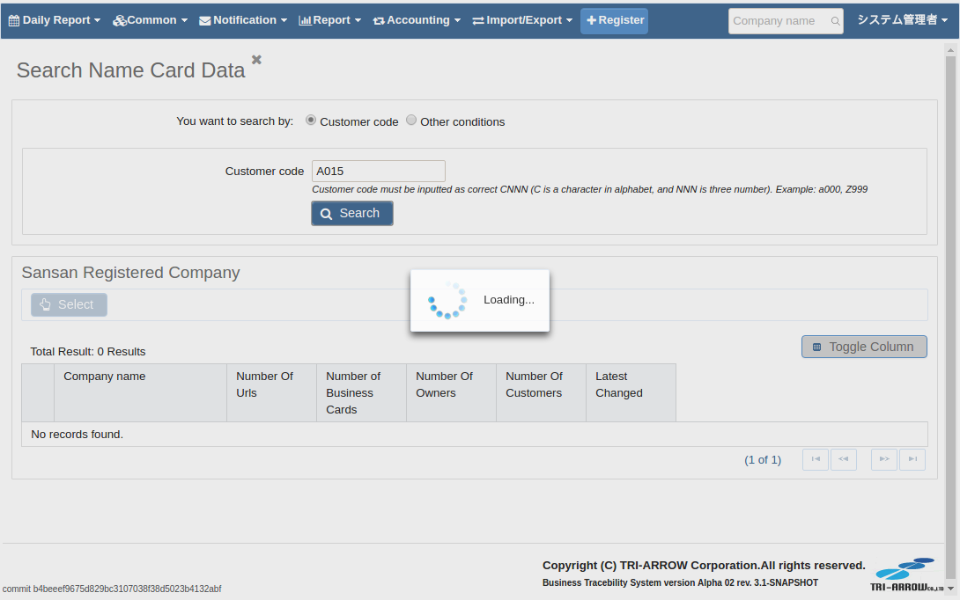 Daily Report Common Notification Report Accounting Import/Export Register Company name システム管理者
Search Name Card Data
You want to search by: Customer code Other conditions
Customer code A015
Customer code must be inputted as correct CNNN (C is a character in alphabet, and NNN is three number). Example: a000, Z999
Search
Sansan Registered Company
Select
Loading...
Total Result: 0 Results
Toggle Column
Company name Number Of Urls Number of Business Cards Number Of Owners Number Of Customers Latest Changed
No records found.
(1 of 1)
Copyright (C) TRI-ARROW Corporation.All rights reserved.
Business Tracebility System version Alpha 02 rev. 3.1-SNAPSHOT
TRI-ARROW CO.,LTD
commit b4beeef9675d829bc3107038f38d5023b4132abf